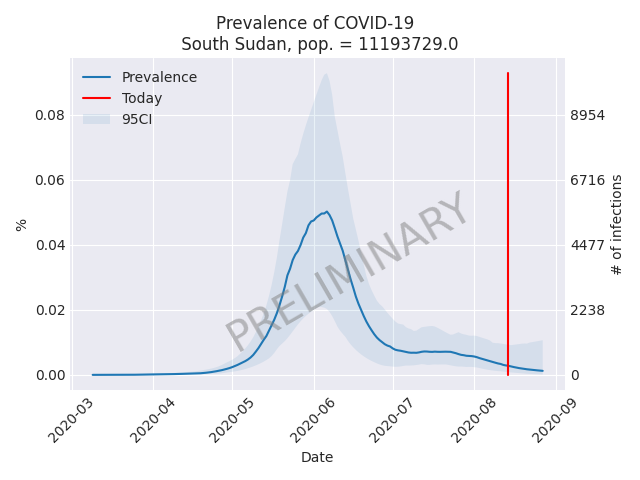 Prevalence of COVID-19
South Sudan, pop. = 11193729.0
Prevalence
Today
95CI
0.08
0.06
0.04
0.02
0.00
%
8954
6716
4477
2238
0
# of infections
PRELIMINARY
2020-03
2020-04
2020-05
2020-06
2020-07
2020-08
2020-09
Date